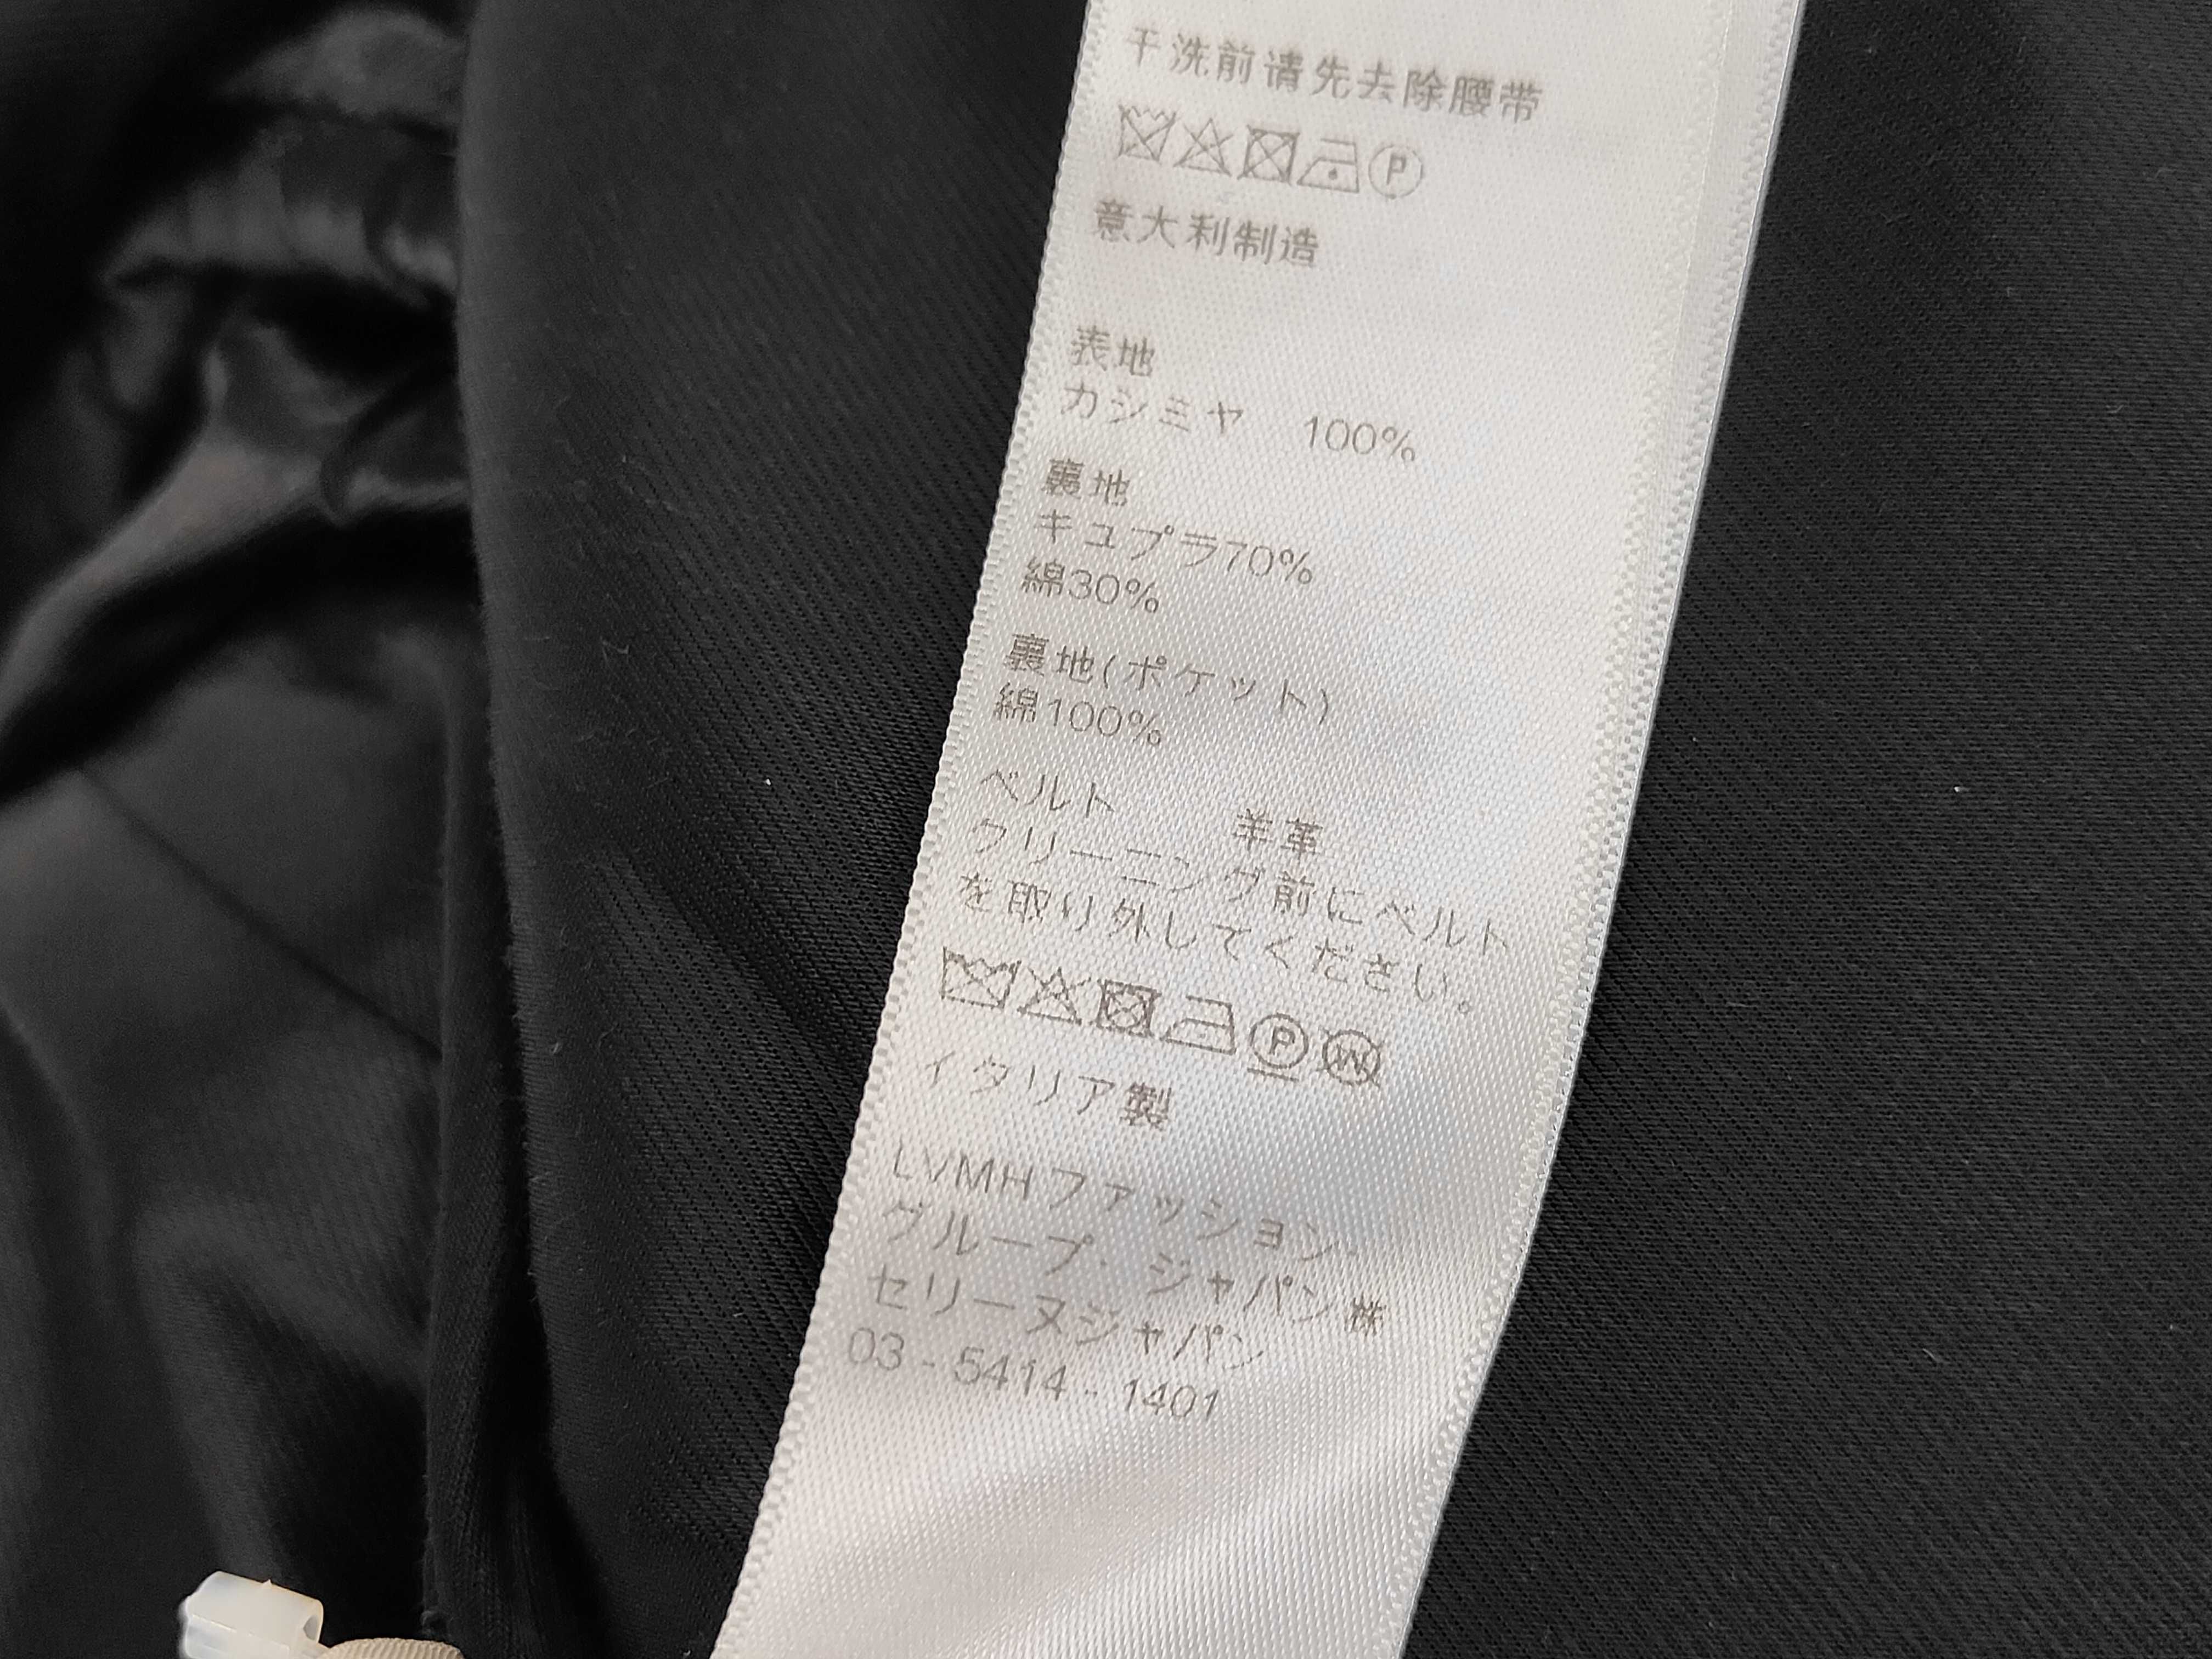 干洗前请先去除腰带
P
意大利制造
表地
カシミヤ　100%
裏地
キュプラ70%
綿30%
裏地(ポケット)
綿100%
ベルト　　羊革
クリーニング前にベルト
を取り外してください。
P W
イタリア製
LVMHファッション・
グループ・ジャパン㈱
セリーヌジャパン
03-5414-1401